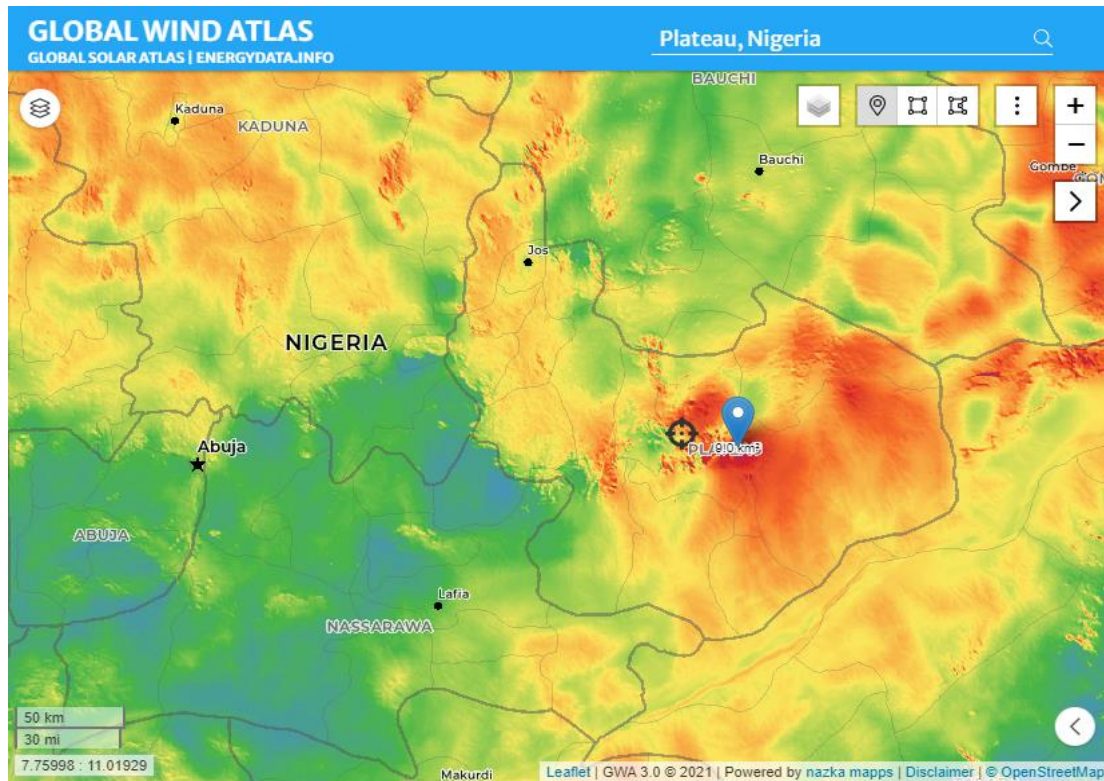 GLOBAL WIND ATLAS
GLOBAL SOLAR ATLAS | ENERGYDATA.INFO
Plateau, Nigeria
BAUCHI
Kaduna
KADUNA
Bauchi
Gombe
Jos
NIGERIA
Abuja
ABUJA
Lafia
NASSARAWA
50 km
30 mi
7.75998 : 11.01929
Makurdi
Leaflet | GWA 3.0 © 2021 | Powered by nazka mapps | Disclaimer | © OpenStreetMap